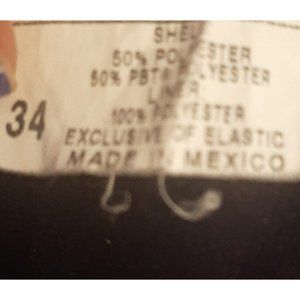 SHELL
50% POLYESTER
50% PBT POLYESTER
LINER
100% POLYESTER
EXCLUSIVE OF ELASTIC
MADE IN MEXICO
34